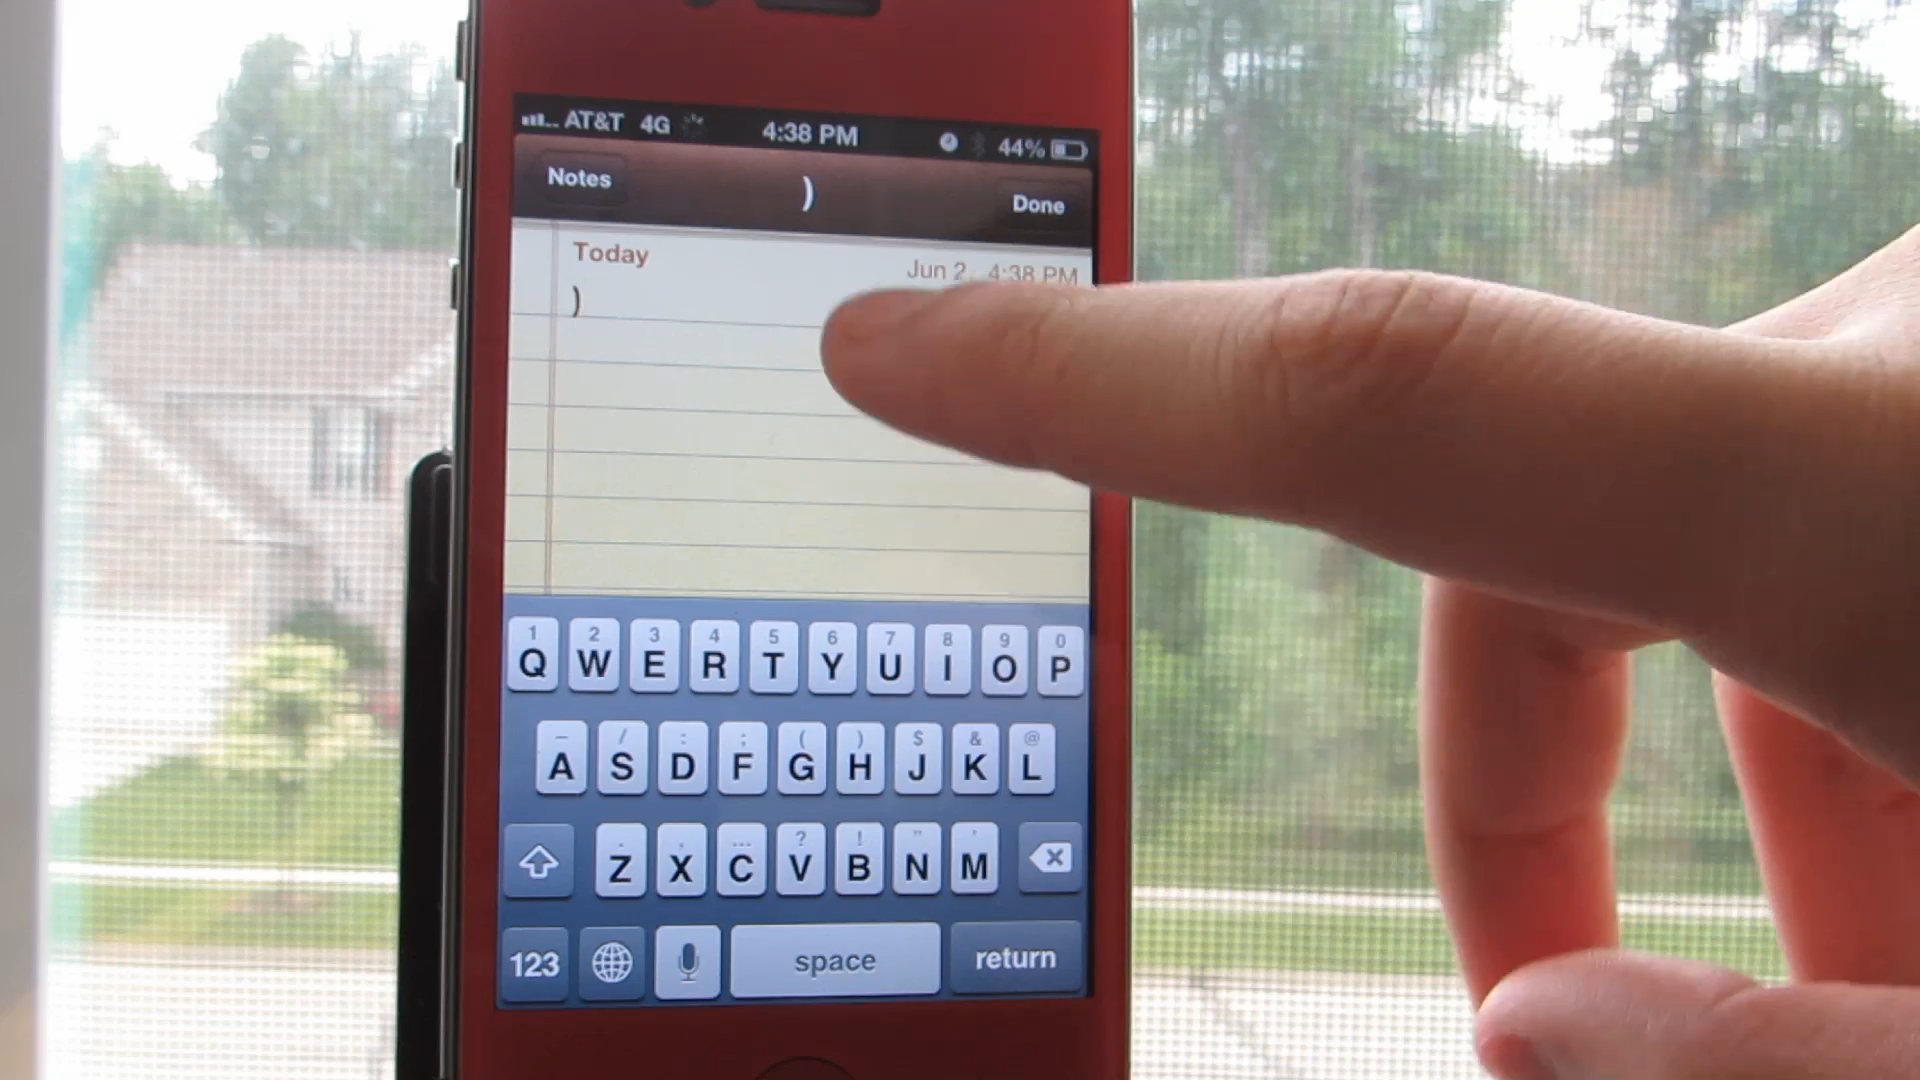 AT&T 4G 4:38 PM 44%
Notes ) Done
Today Jun 2 4:38 PM
)
1 2 3 4 5 6 7 8 9 0
Q W E R T Y U I O P
– / : ; ( ) $ & @
A S D F G H J K L
. , ... ? ! " '
Z X C V B N M
123 space return